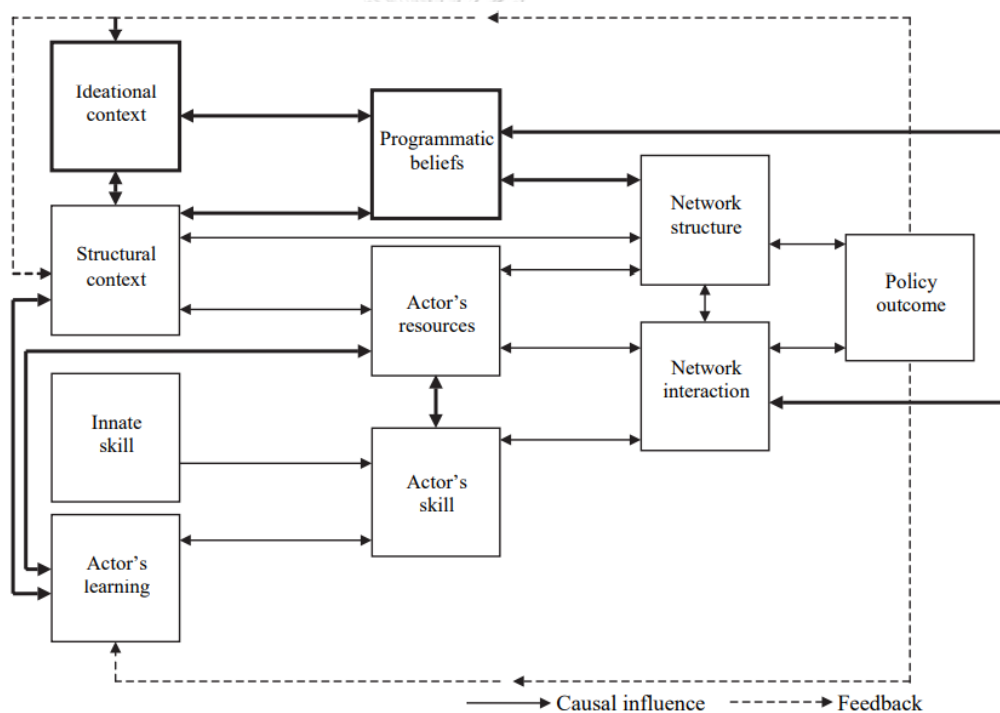 Ideational
context
Programmatic
beliefs
Network
structure
Structural
context
Actor's
resources
Policy
outcome
Network
interaction
Innate
skill
Actor's
skill
Actor's
learning
Causal influence
Feedback